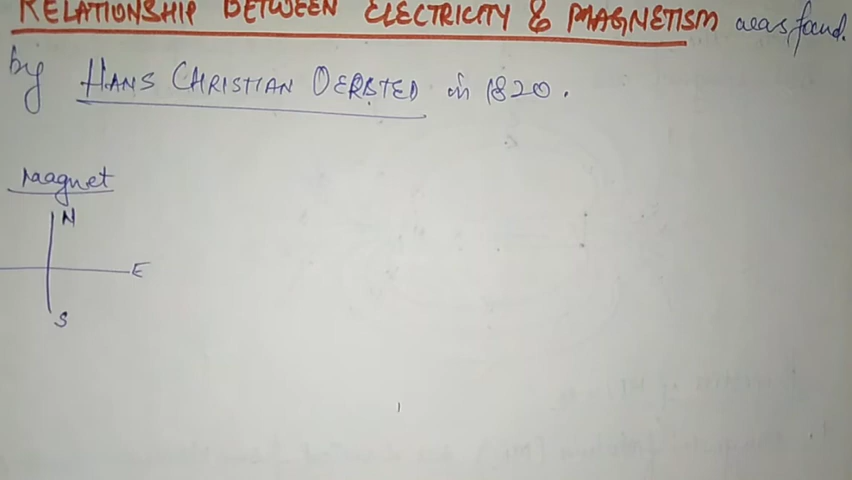 RELATIONSHIP BETWEEN ELECTRICITY & MAGNETISM was found.
by HANS CHRISTIAN OERSTED in 1820.
Magnet
N
E
S